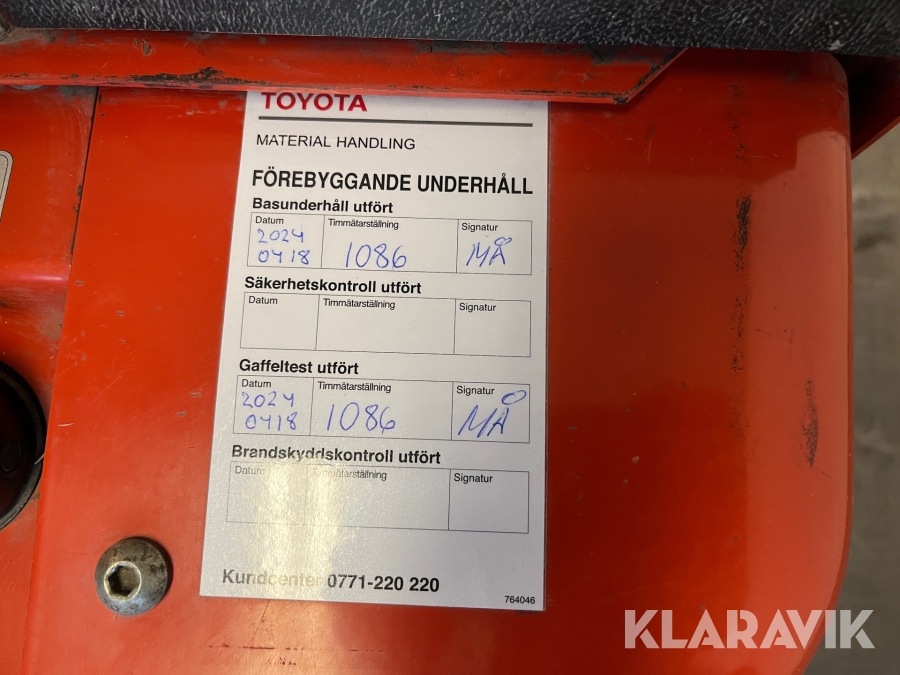 TOYOTA
MATERIAL HANDLING
FÖREBYGGANDE UNDERHÅLL
Basunderhåll utfört
Datum Timmätarställning Signatur
2024
0418 1086 MÅ
Säkerhetskontroll utfört
Datum Timmätarställning Signatur
Gaffeltest utfört
Datum Timmätarställning Signatur
2024
0418 1086 MÅ
Brandskyddskontroll utfört
Datum Timmätarställning Signatur
Kundcenter 0771-220 220
764046
KLARAVIK